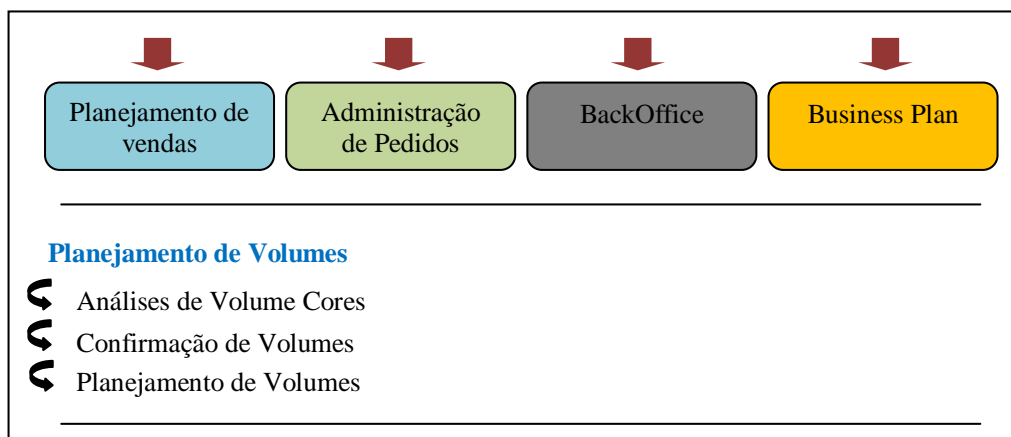 Planejamento de
vendas
Administração
de Pedidos
BackOffice
Business Plan
Planejamento de Volumes
Análises de Volume Cores
Confirmação de Volumes
Planejamento de Volumes